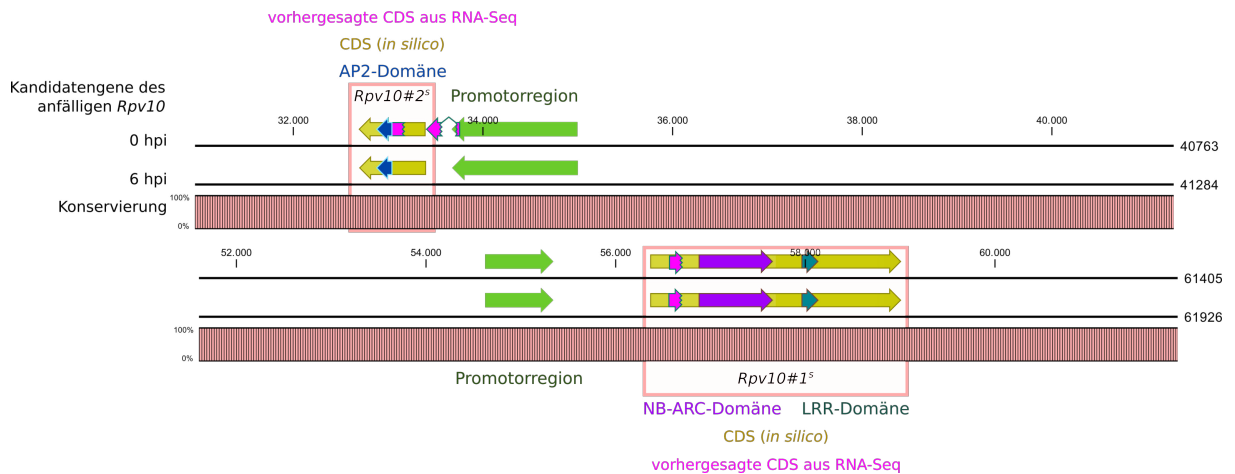 vorhergesagte CDS aus RNA-Seq
CDS (in silico)
AP2-Domäne
Kandidatengene des
anfälligen Rpv10
Rpv10#2ˢ
Promotorregion
32.000 34.000 36.000 38.000 40.000
0 hpi
40763
6 hpi
41284
Konservierung
100%
0%
52.000 54.000 56.000 58.000 60.000
61405
61926
100%
0%
Promotorregion
Rpv10#1ˢ
NB-ARC-Domäne LRR-Domäne
CDS (in silico)
vorhergesagte CDS aus RNA-Seq